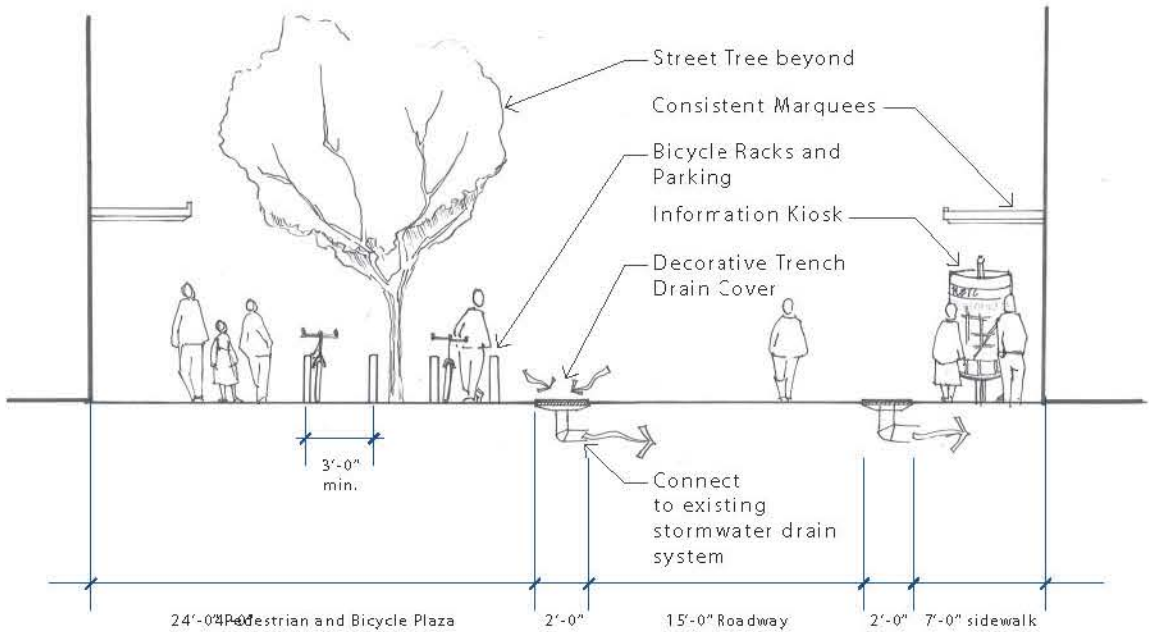 Street Tree beyond
Consistent Marquees
Bicycle Racks and
Parking
Information Kiosk
Decorative Trench
Drain Cover
3'-0"
min.
Connect
to existing
stormwater drain
system
Pedestrian and Bicycle Plaza
2'-0"
15'-0" Roadway
2'-0"
7'-0" sidewalk